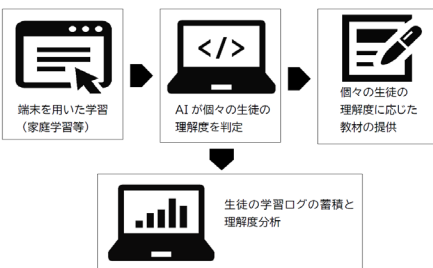 端末を用いた学習
（家庭学習等）
AIが個々の生徒の
理解度を判定
個々の生徒の
理解度に応じた
教材の提供
生徒の学習ログの蓄積と
理解度分析